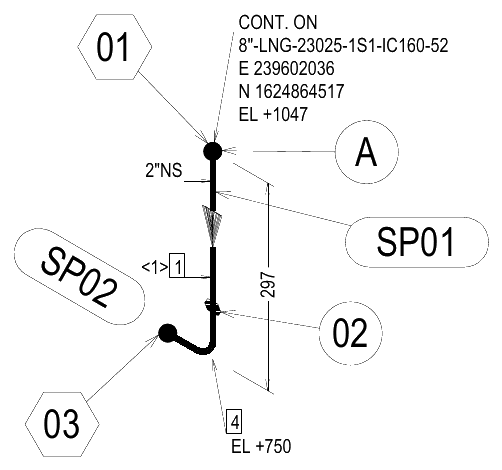 01
CONT. ON
8"-LNG-23025-1S1-IC160-52
E 239602036
N 1624864517
EL +1047
A
2"NS
SP01
SP02
<1> 1
297
02
03
4
EL +750